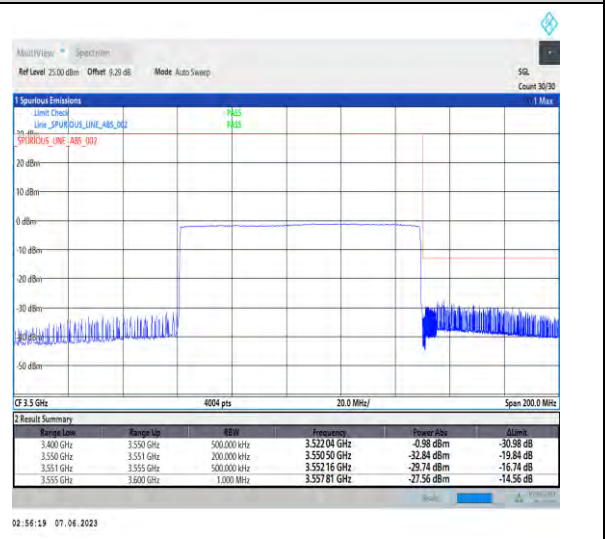 MultiView Spectrum
Ref Level 25.00 dBm Offset 9.29 dB Mode Auto Sweep SGL
Count 30/30
1 Spurious Emissions 1 Max
Limit Check PASS
Line _SPURIOUS_LINE_ABS_002 PASS
_SPURIOUS_LINE_ABS_002
20 dBm
10 dBm
0 dBm
-10 dBm
-20 dBm
-30 dBm
-40 dBm
-50 dBm
CF 3.5 GHz 4004 pts 20.0 MHz/ Span 200.0 MHz
2 Result Summary
Range Low Range Up RBW Frequency Power Abs ΔLimit
3.400 GHz 3.550 GHz 500.000 kHz 3.52204 GHz -0.98 dBm -30.98 dB
3.550 GHz 3.551 GHz 200.000 kHz 3.55050 GHz -32.84 dBm -19.84 dB
3.551 GHz 3.555 GHz 500.000 kHz 3.55216 GHz -29.74 dBm -16.74 dB
3.555 GHz 3.600 GHz 1.000 MHz 3.55781 GHz -27.56 dBm -14.56 dB
02:56:19 07.06.2023